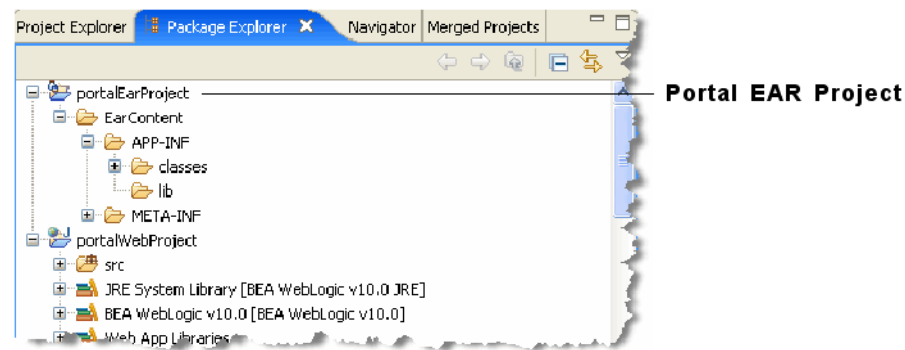 Project Explorer Package Explorer Navigator Merged Projects
portalEarProject Portal EAR Project
EarContent
APP-INF
classes
lib
META-INF
portalWebProject
src
JRE System Library [BEA WebLogic v10.0 JRE]
BEA WebLogic v10.0 [BEA WebLogic v10.0]
Web App Libraries